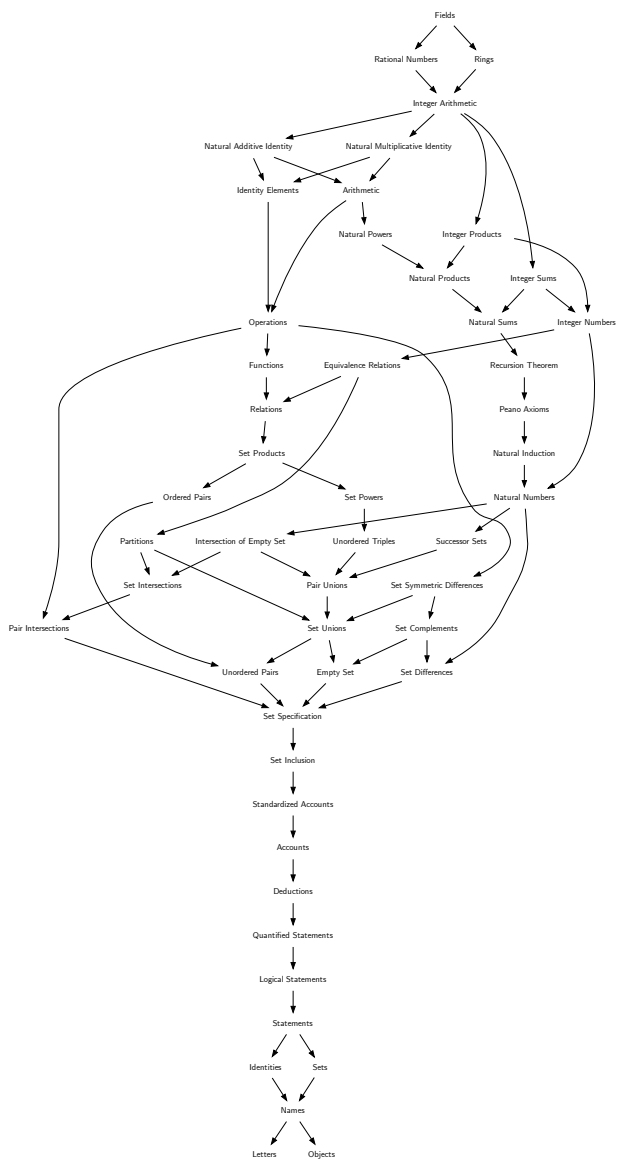 Fields
Rational Numbers Rings
Integer Arithmetic
Natural Additive Identity Natural Multiplicative Identity
Identity Elements Arithmetic
Natural Powers Integer Products
Natural Products Integer Sums
Operations Natural Sums Integer Numbers
Functions Equivalence Relations Recursion Theorem
Relations Peano Axioms
Set Products Natural Induction
Ordered Pairs Set Powers Natural Numbers
Partitions Intersection of Empty Set Unordered Triples Successor Sets
Set Intersections Pair Unions Set Symmetric Differences
Pair Intersections Set Unions Set Complements
Unordered Pairs Empty Set Set Differences
Set Specification
Set Inclusion
Standardized Accounts
Accounts
Deductions
Quantified Statements
Logical Statements
Statements
Identities Sets
Names
Letters Objects